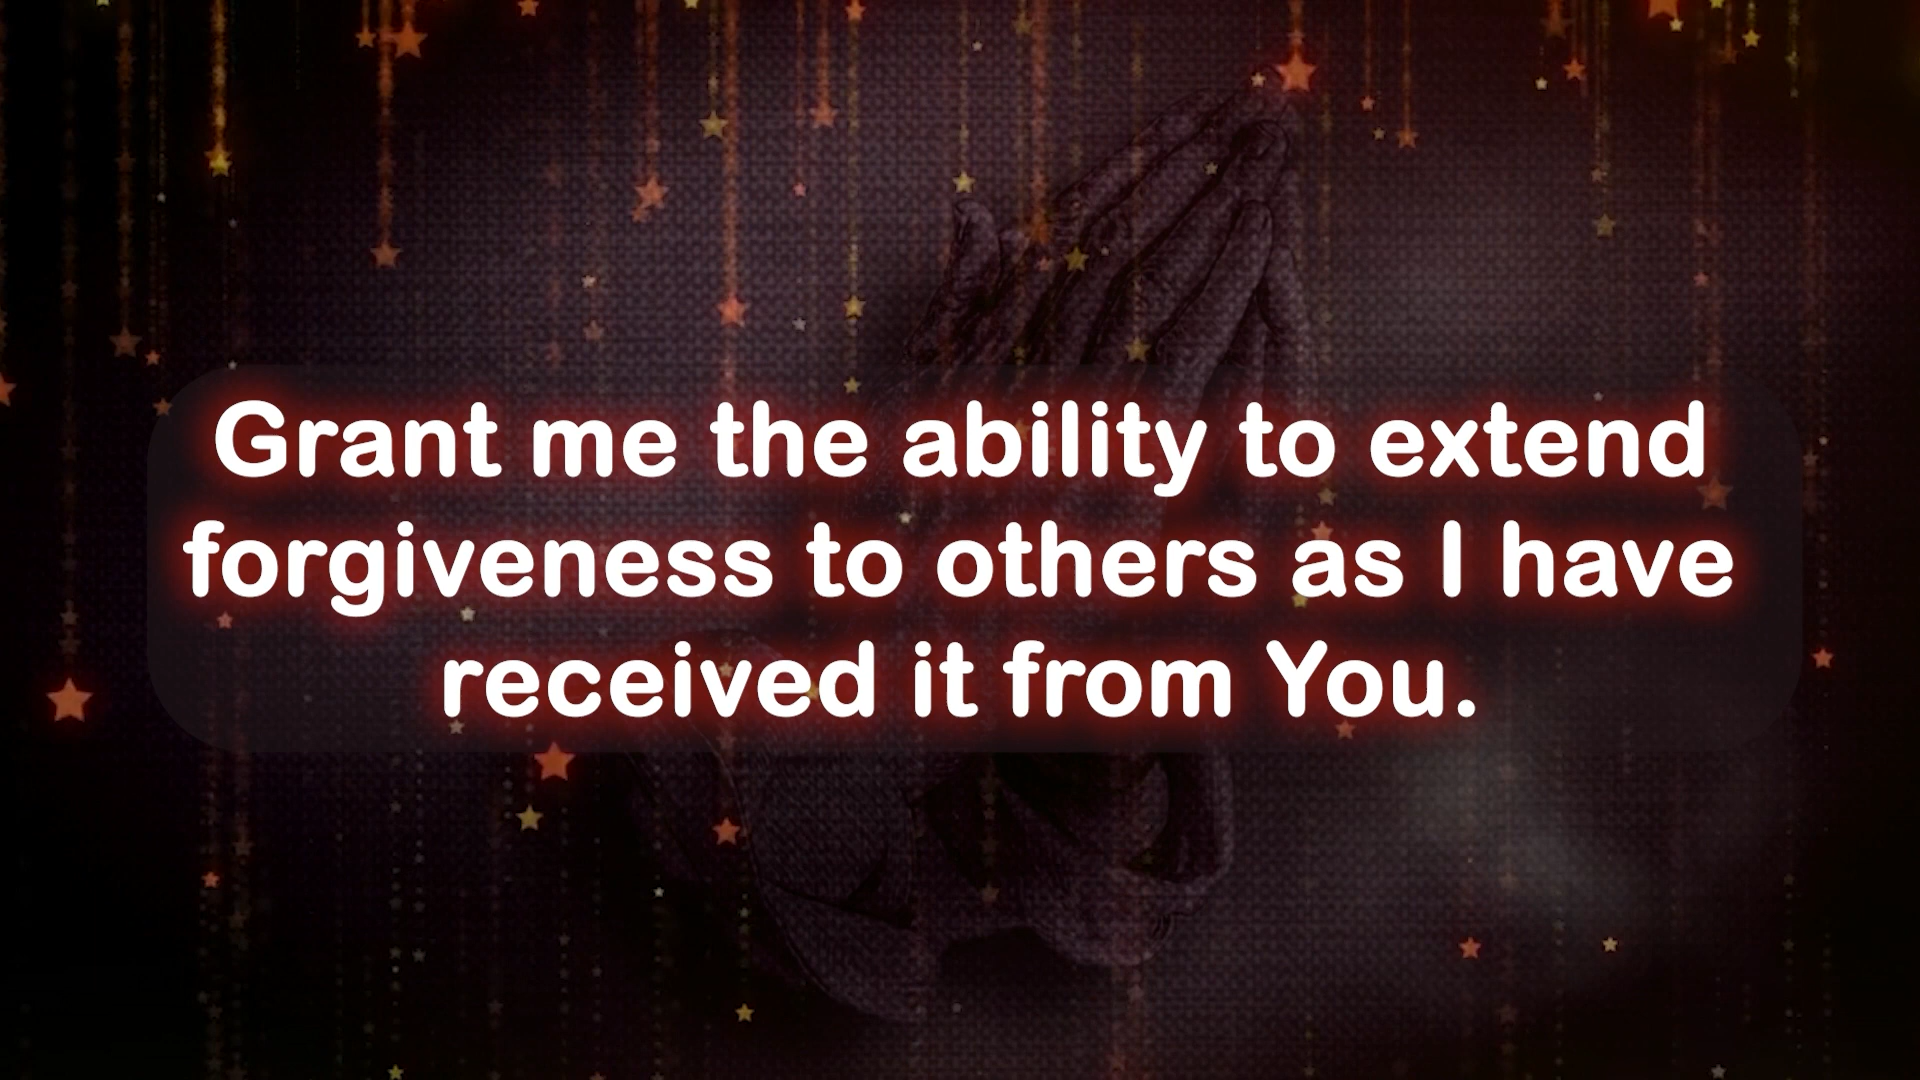 Grant me the ability to extend
forgiveness to others as I have
received it from You.